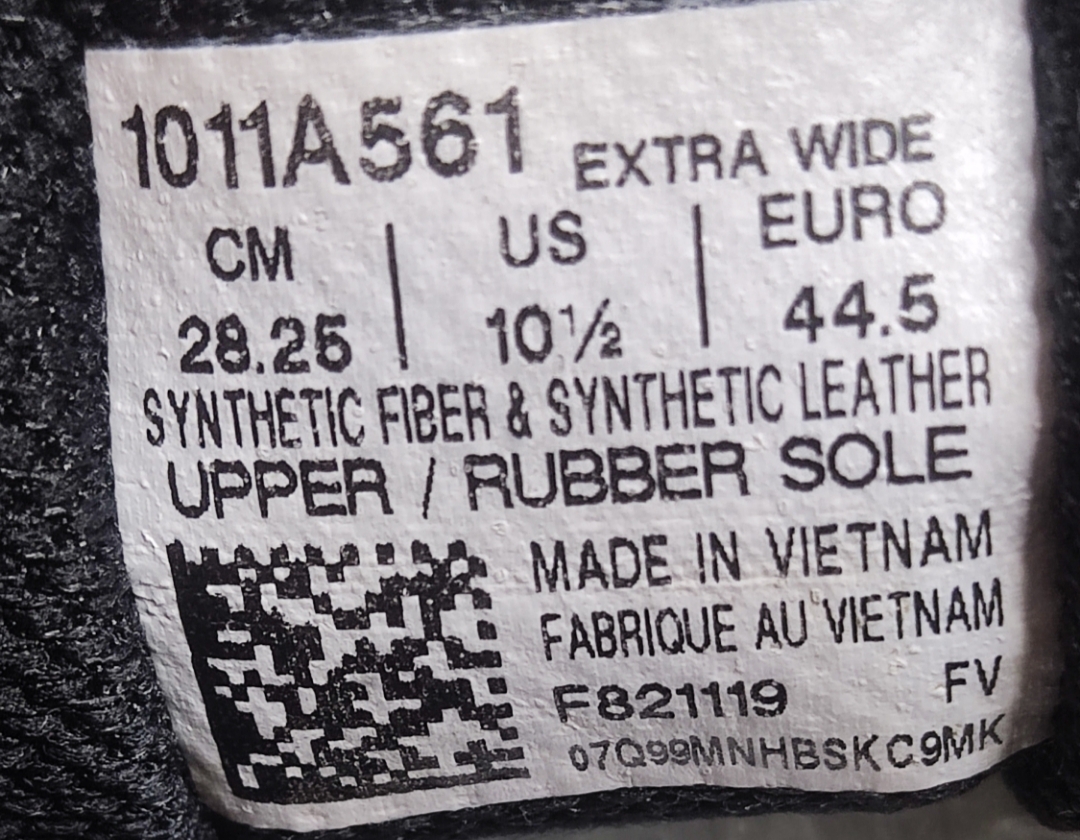 1011A561 EXTRA WIDE
CM | US | EURO
28.25 | 10½ | 44.5
SYNTHETIC FIBER & SYNTHETIC LEATHER
UPPER / RUBBER SOLE
MADE IN VIETNAM
FABRIQUE AU VIETNAM
F821119 FV
07Q99MNHBSKC9MK